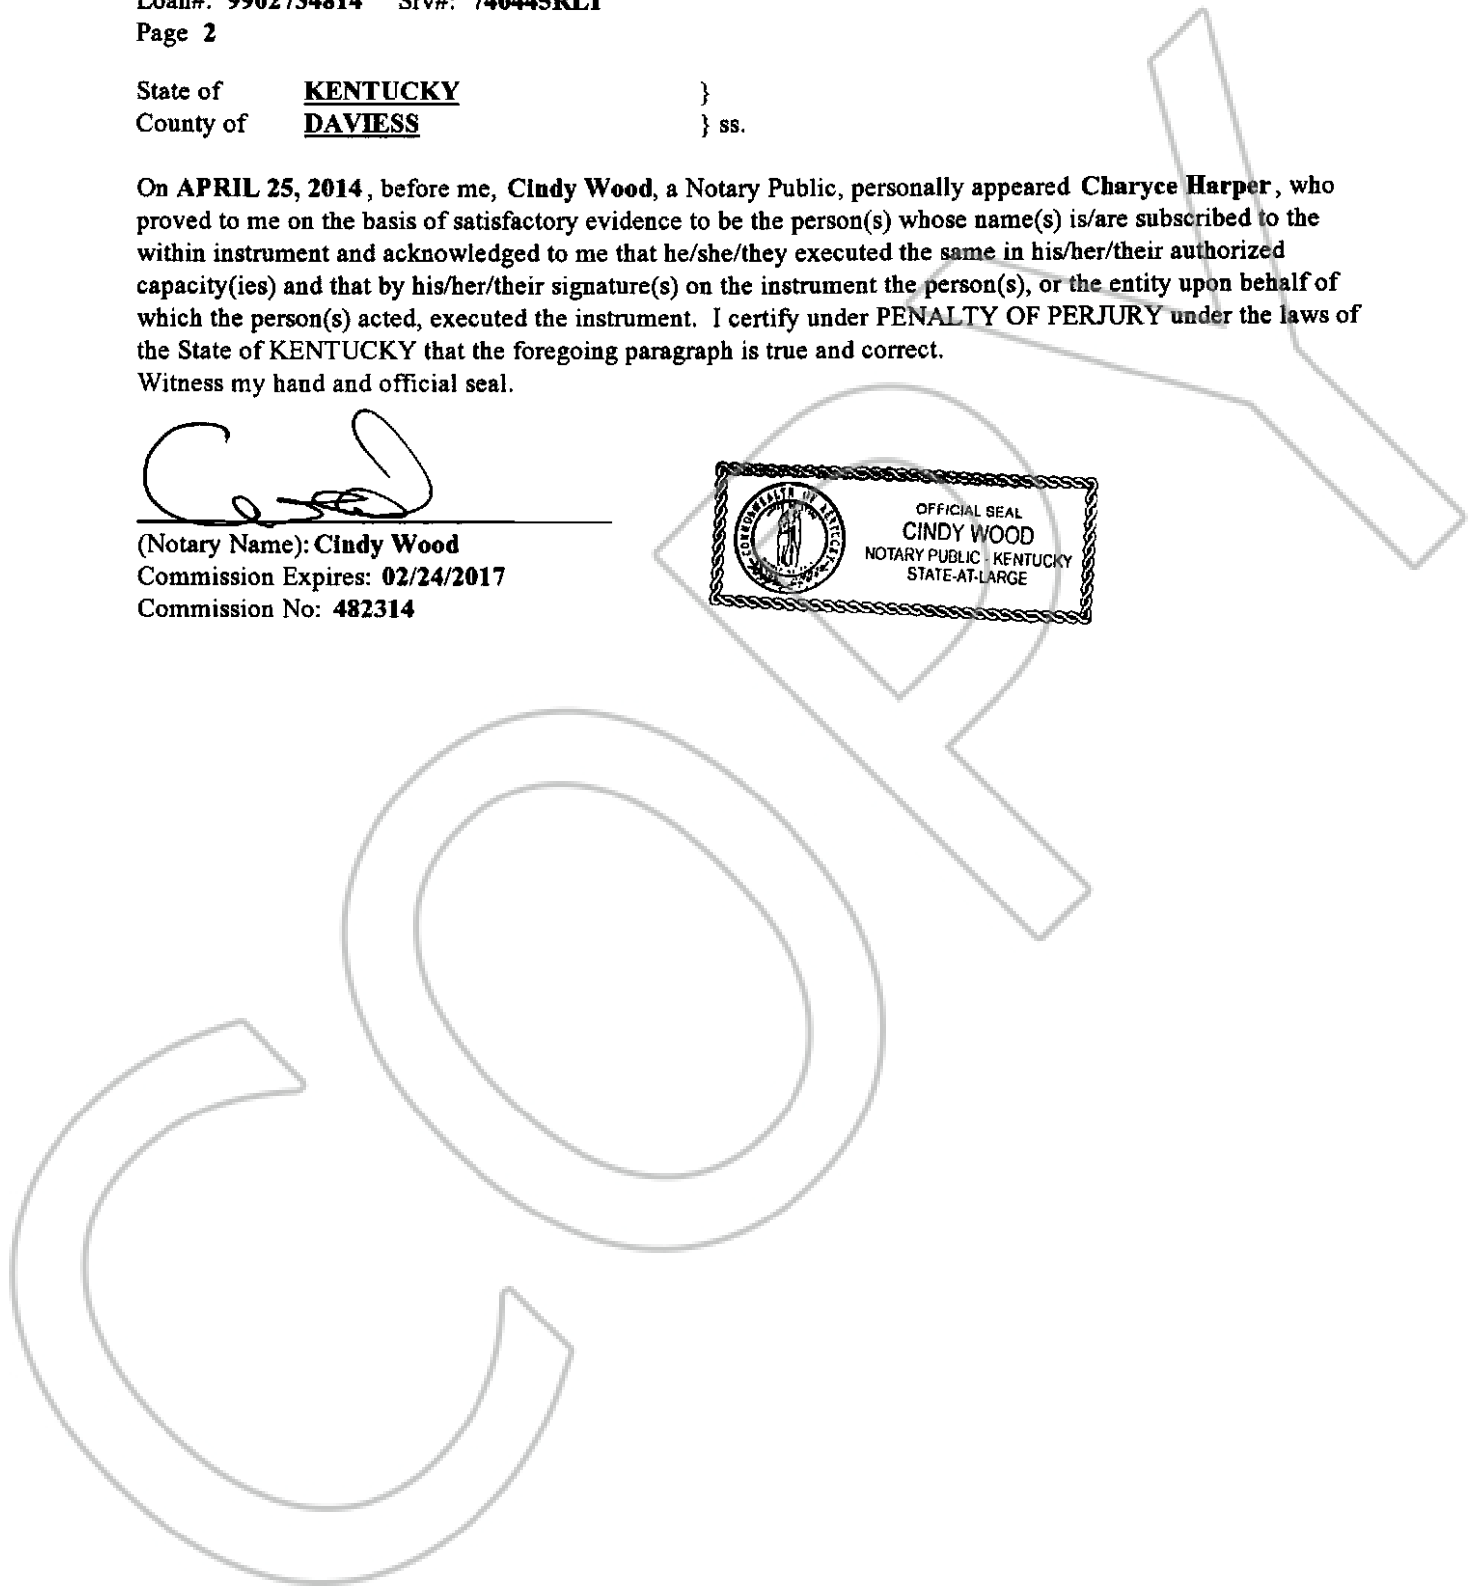 Loan#: 9902734814 Srv#: 740445RL1
Page 2
State of KENTUCKY }
County of DAVIESS } ss.
On APRIL 25, 2014, before me, Cindy Wood, a Notary Public, personally appeared Charyce Harper, who
proved to me on the basis of satisfactory evidence to be the person(s) whose name(s) is/are subscribed to the
within instrument and acknowledged to me that he/she/they executed the same in his/her/their authorized
capacity(ies) and that by his/her/their signature(s) on the instrument the person(s), or the entity upon behalf of
which the person(s) acted, executed the instrument. I certify under PENALTY OF PERJURY under the laws of
the State of KENTUCKY that the foregoing paragraph is true and correct.
Witness my hand and official seal.
(Notary Name): Cindy Wood
Commission Expires: 02/24/2017
Commission No: 482314
COMMONWEALTH OF KENTUCKY
OFFICIAL SEAL
CINDY WOOD
NOTARY PUBLIC - KENTUCKY
STATE-AT-LARGE
COPY